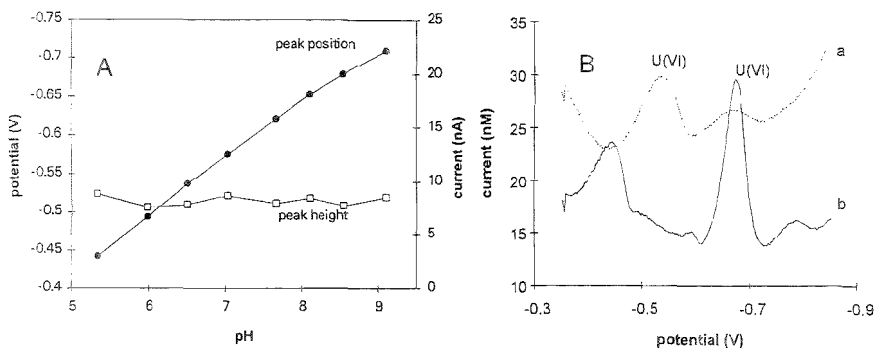 A
peak position
peak height
potential (V)
-0.75
-0.7
-0.65
-0.6
-0.55
-0.5
-0.45
-0.4
5
6
7
8
9
pH
25
20
15
10
5
0
current (nA)
B
U(VI)
U(VI)
a
b
current (nM)
35
30
25
20
15
10
-0.3
-0.5
-0.7
-0.9
potential (V)